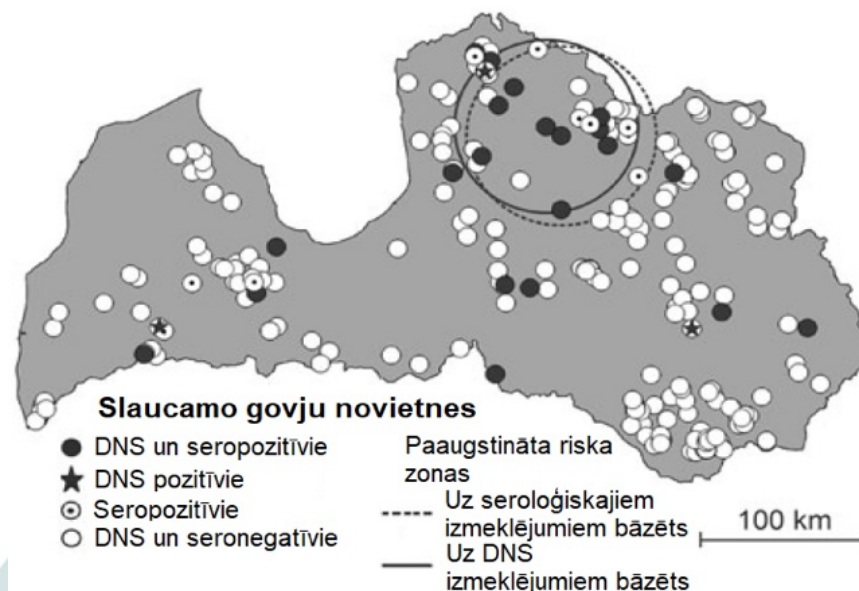 Slaucamo govju novietnes
DNS un seropozitīvie
DNS pozitīvie
Seropozitīvie
DNS un seronegatīvie
Paaugstināta riska
zonas
Uz seroloģiskajiem
izmeklējumiem bāzēts
Uz DNS
izmeklējumiem bāzēts
100 km